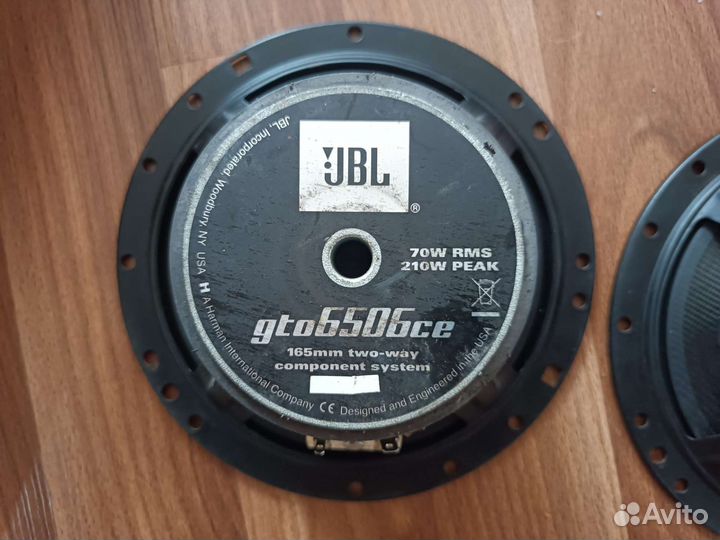 JBL
®
70W RMS
210W PEAK
gto6506ce
165mm two-way
component system
JBL, Incorporated, Woodbury, NY USA H A Harman International Company CE Designed and Engineered in the USA
Avito